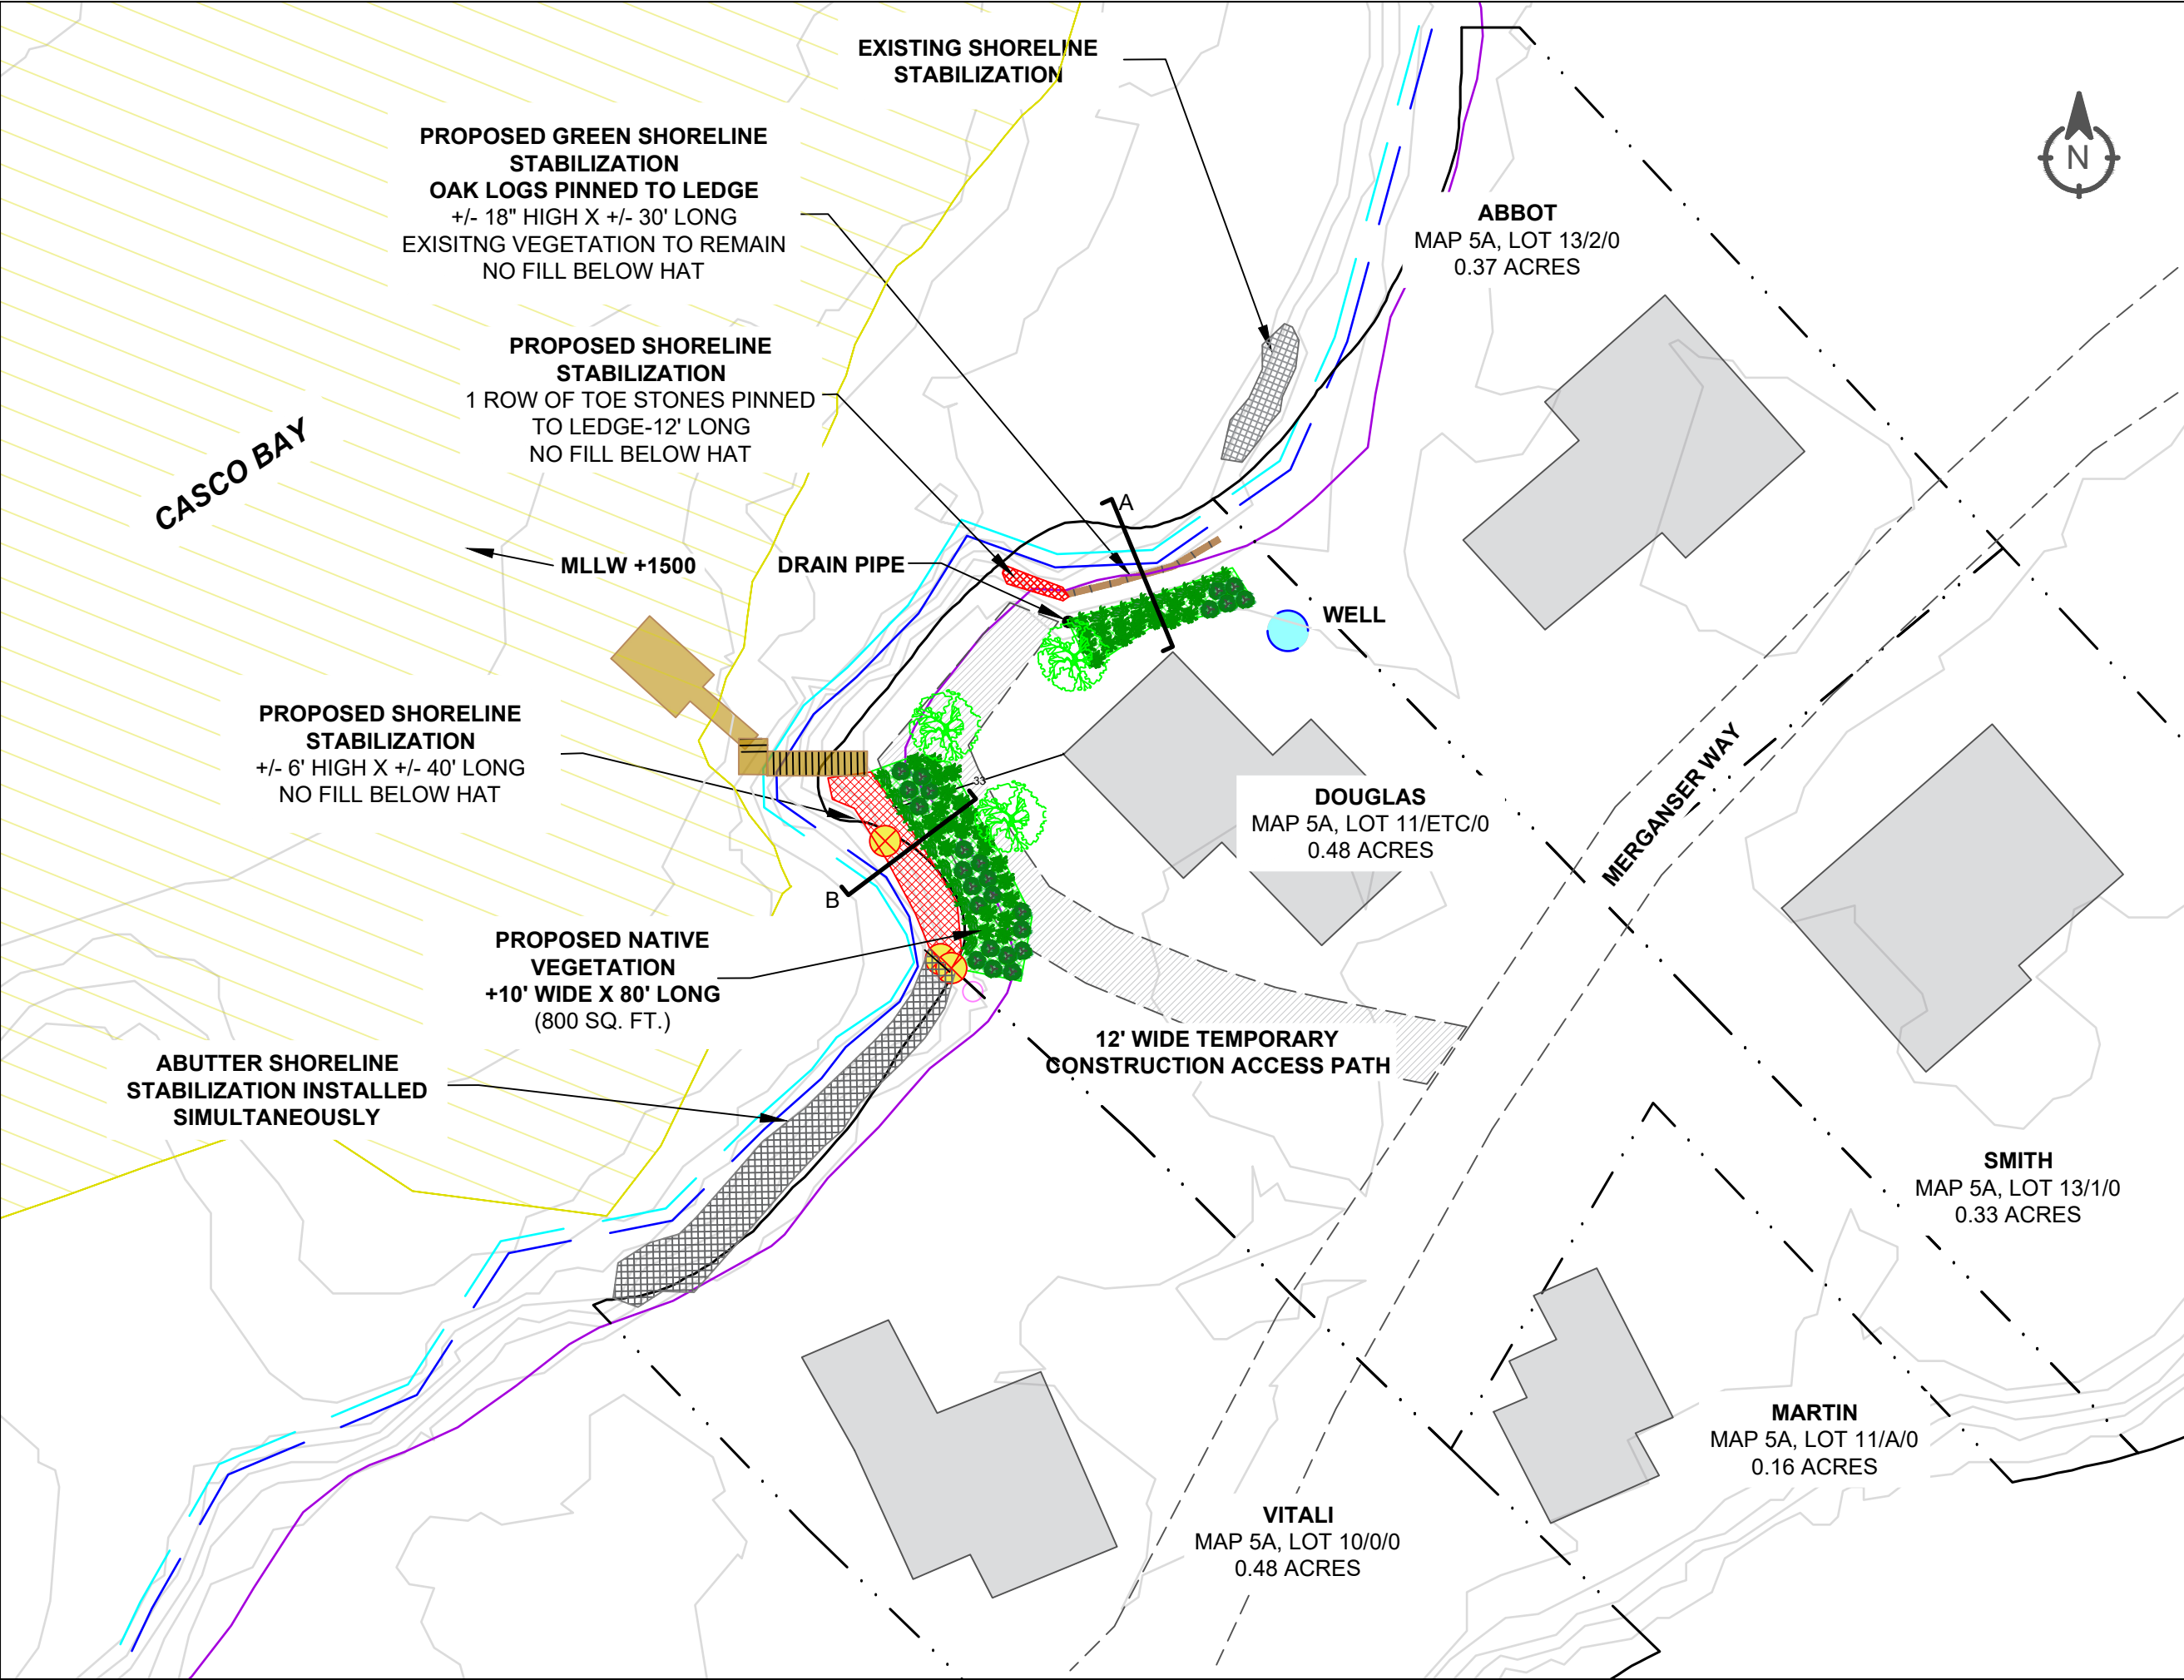 EXISTING SHORELINE
STABILIZATION
PROPOSED GREEN SHORELINE
STABILIZATION
OAK LOGS PINNED TO LEDGE
+/- 18" HIGH X +/- 30' LONG
EXISITNG VEGETATION TO REMAIN
NO FILL BELOW HAT
N
ABBOT
MAP 5A, LOT 13/2/0
0.37 ACRES
PROPOSED SHORELINE
STABILIZATION
1 ROW OF TOE STONES PINNED
TO LEDGE-12' LONG
NO FILL BELOW HAT
CASCO BAY
A
MLLW +1500
DRAIN PIPE
WELL
PROPOSED SHORELINE
STABILIZATION
+/- 6' HIGH X +/- 40' LONG
NO FILL BELOW HAT
33
DOUGLAS
MAP 5A, LOT 11/ETC/0
0.48 ACRES
MERGANSER WAY
B
PROPOSED NATIVE
VEGETATION
+10' WIDE X 80' LONG
(800 SQ. FT.)
12' WIDE TEMPORARY
CONSTRUCTION ACCESS PATH
ABUTTER SHORELINE
STABILIZATION INSTALLED
SIMULTANEOUSLY
SMITH
MAP 5A, LOT 13/1/0
0.33 ACRES
MARTIN
MAP 5A, LOT 11/A/0
0.16 ACRES
VITALI
MAP 5A, LOT 10/0/0
0.48 ACRES